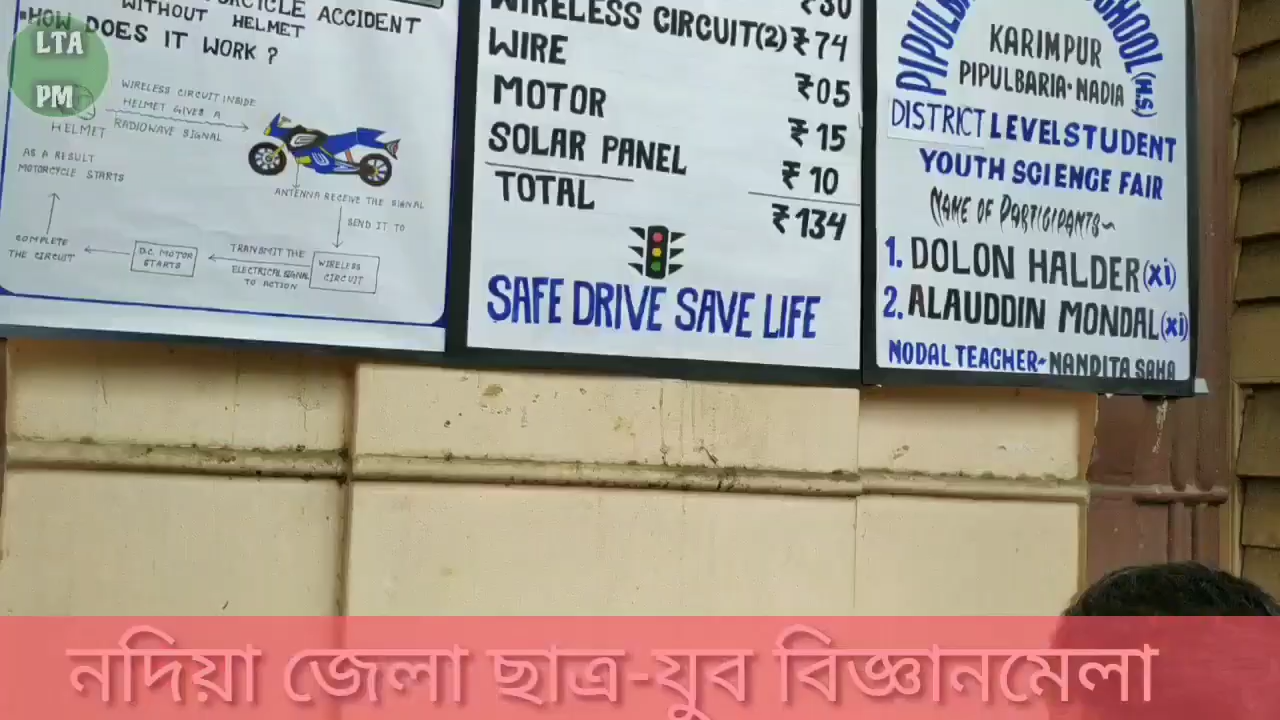 RCYCLE ACCIDENT
WITHOUT HELMET
HOW DOES IT WORK ?
LTA
PM
WIRELESS CIRCUIT INSIDE
HELMET GIVES A
RADIOWAVE SIGNAL
HELMET
AS A RESULT
MOTORCYCLE STARTS
ANTENNA RECEIVE THE SIGNAL
SEND IT TO
WIRELESS
CIRCUIT
TRANSMIT THE
ELECTRICAL SIGNAL
TO ACTION
D.C. MOTOR
STARTS
COMPLETE
THE CIRCUIT
₹30
WIRELESS CIRCUIT(2) ₹74
WIRE ₹05
MOTOR ₹15
SOLAR PANEL ₹10
TOTAL ₹134
SAFE DRIVE SAVE LIFE
KARIMPUR
PIPULBARIA·NADIA
DISTRICT LEVEL STUDENT
YOUTH SCIENCE FAIR
NAME OF PARTICIPANTS~
1. DOLON HALDER (xi)
2. ALAUDDIN MONDAL (xi)
NODAL TEACHER- NANDITA SAHA
নদিয়া জেলা ছাত্র-যুব বিজ্ঞানমেলা